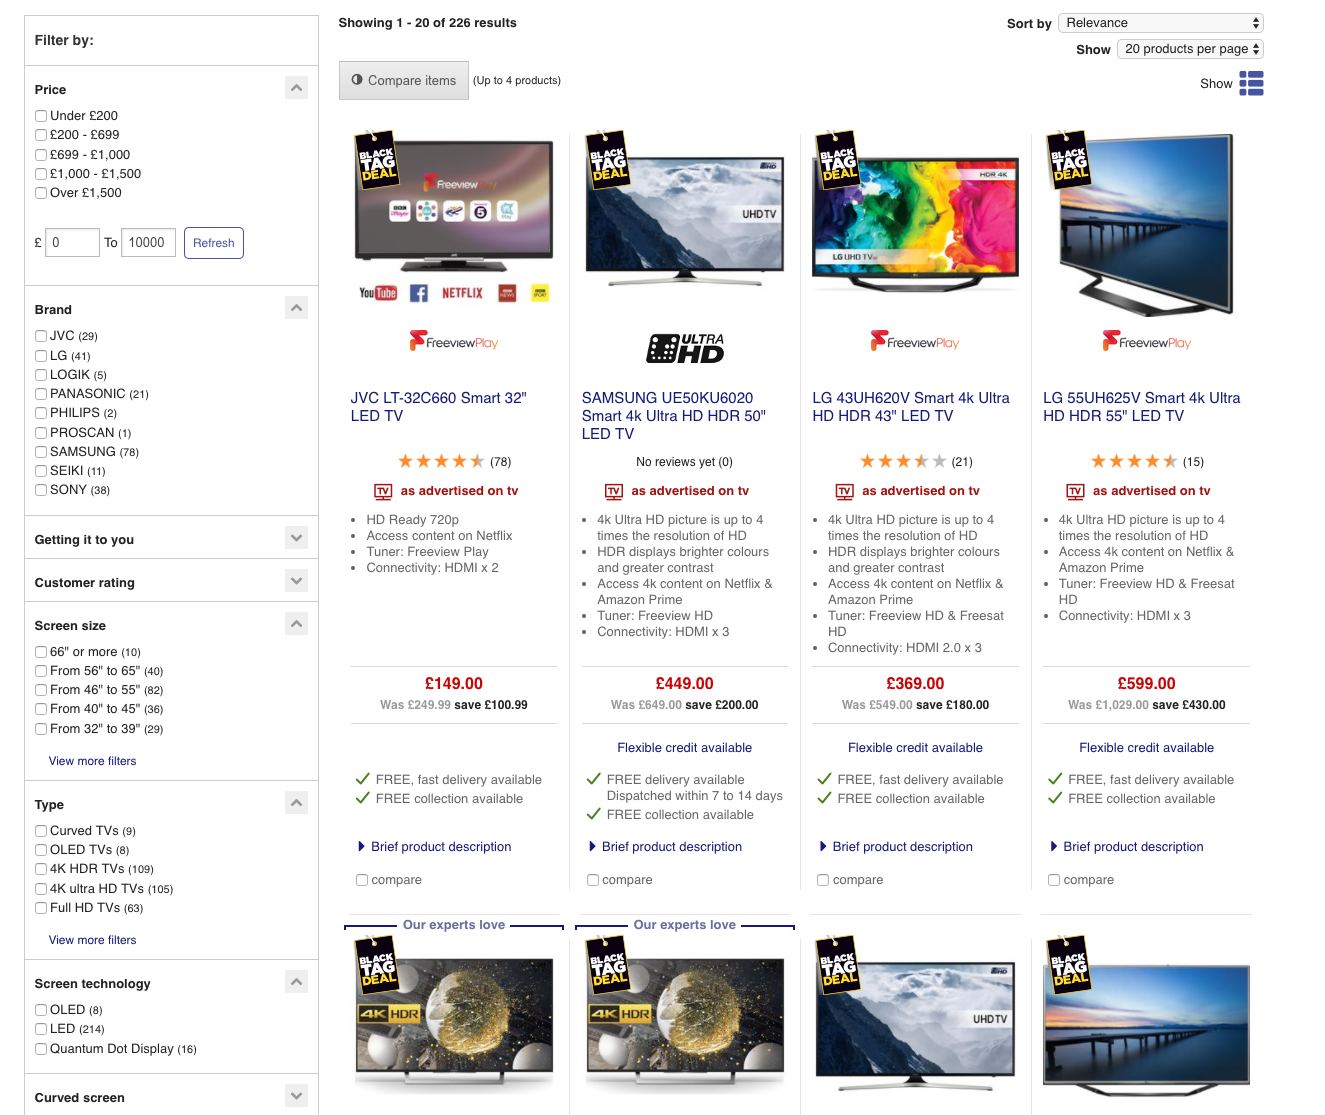 Filter by:
Price
Under £200
£200 - £699
£699 - £1,000
£1,000 - £1,500
Over £1,500
£ 0 To 10000 Refresh
Brand
JVC (29)
LG (41)
LOGIK (5)
PANASONIC (21)
PHILIPS (2)
PROSCAN (1)
SAMSUNG (78)
SEIKI (11)
SONY (38)
Getting it to you
Customer rating
Screen size
66" or more (10)
From 56" to 65" (40)
From 46" to 55" (82)
From 40" to 45" (36)
From 32" to 39" (29)
View more filters
Type
Curved TVs (9)
OLED TVs (8)
4K HDR TVs (109)
4K ultra HD TVs (105)
Full HD TVs (63)
View more filters
Screen technology
OLED (8)
LED (214)
Quantum Dot Display (16)
Curved screen
Showing 1 - 20 of 226 results
Sort by Relevance
Show 20 products per page
Compare items (Up to 4 products)
Show
BLACK
TAG
DEAL
FreeviewPlay
YouTube NETFLIX
FreeviewPlay
JVC LT-32C660 Smart 32"
LED TV
(78)
TV as advertised on tv
HD Ready 720p
Access content on Netflix
Tuner: Freeview Play
Connectivity: HDMI x 2
£149.00
Was £249.99 save £100.99
FREE, fast delivery available
FREE collection available
Brief product description
compare
BLACK
TAG
DEAL
UHD TV
ULTRA
HD
SAMSUNG UE50KU6020
Smart 4k Ultra HD HDR 50"
LED TV
No reviews yet (0)
TV as advertised on tv
4k Ultra HD picture is up to 4
times the resolution of HD
HDR displays brighter colours
and greater contrast
Access 4k content on Netflix &
Amazon Prime
Tuner: Freeview HD
Connectivity: HDMI x 3
£449.00
Was £649.00 save £200.00
Flexible credit available
FREE delivery available
Dispatched within 7 to 14 days
FREE collection available
Brief product description
compare
BLACK
TAG
DEAL
HDR 4K
LG UHD TV
FreeviewPlay
LG 43UH620V Smart 4k Ultra
HD HDR 43" LED TV
(21)
TV as advertised on tv
4k Ultra HD picture is up to 4
times the resolution of HD
HDR displays brighter colours
and greater contrast
Access 4k content on Netflix &
Amazon Prime
Tuner: Freeview HD & Freesat
HD
Connectivity: HDMI 2.0 x 3
£369.00
Was £549.00 save £180.00
Flexible credit available
FREE, fast delivery available
FREE collection available
Brief product description
compare
BLACK
TAG
DEAL
FreeviewPlay
LG 55UH625V Smart 4k Ultra
HD HDR 55" LED TV
(15)
TV as advertised on tv
4k Ultra HD picture is up to 4
times the resolution of HD
Access 4k content on Netflix &
Amazon Prime
Tuner: Freeview HD & Freesat
HD
Connectivity: HDMI x 3
£599.00
Was £1,029.00 save £430.00
Flexible credit available
FREE, fast delivery available
FREE collection available
Brief product description
compare
Our experts love
BLACK
TAG
DEAL
4K HDR
Our experts love
BLACK
TAG
DEAL
4K HDR
BLACK
TAG
DEAL
UHD TV
BLACK
TAG
DEAL